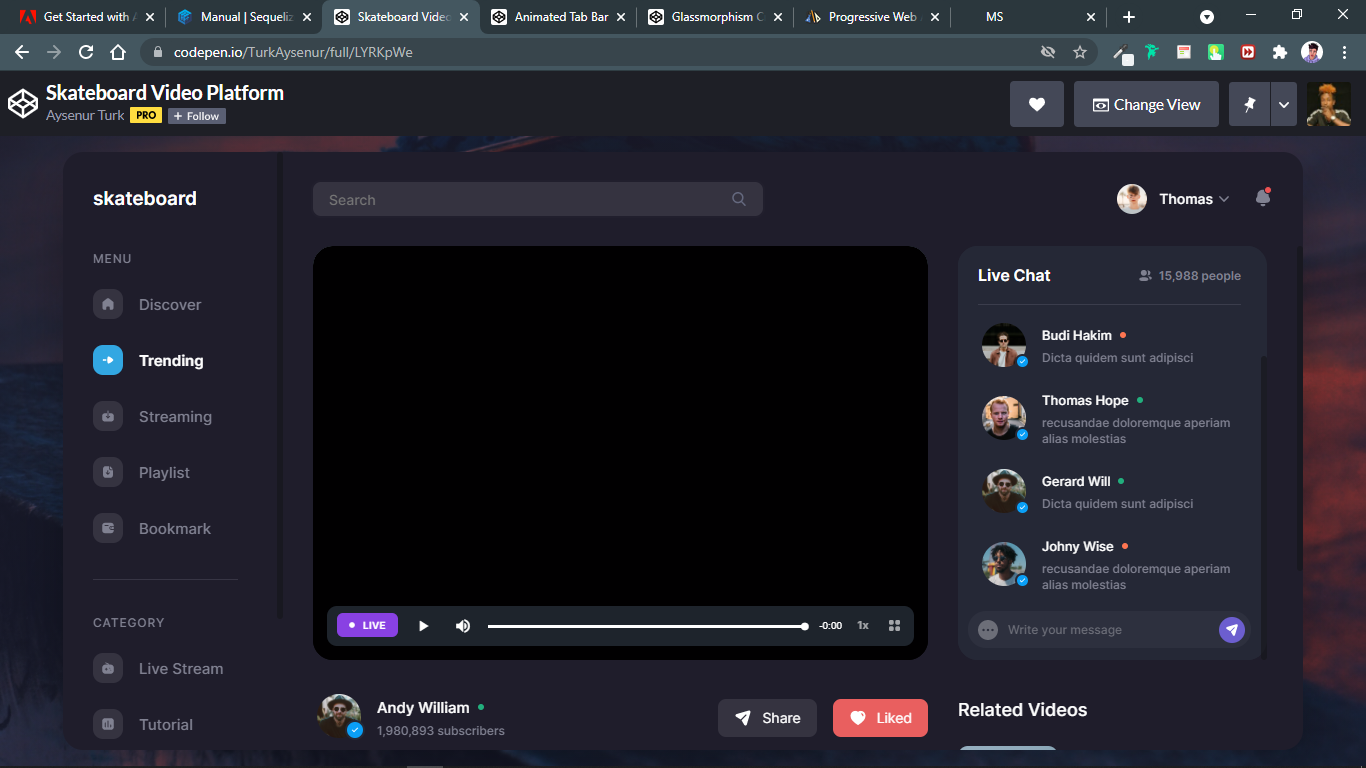 Get Started with A
Manual | Sequeliz
Skateboard Video
Animated Tab Bar
Glassmorphism C
Progressive Web
MS
codepen.io/TurkAysenur/full/LYRKpWe
Skateboard Video Platform
Aysenur Turk PRO + Follow
Change View
skateboard
Search
Thomas
MENU
Discover
Trending
Streaming
Playlist
Bookmark
CATEGORY
Live Stream
Tutorial
LIVE
-0:00
1x
Andy William
1,980,893 subscribers
Share
Liked
Live Chat
15,988 people
Budi Hakim
Dicta quidem sunt adipisci
Thomas Hope
recusandae doloremque aperiam
alias molestias
Gerard Will
Dicta quidem sunt adipisci
Johny Wise
recusandae doloremque aperiam
alias molestias
Write your message
Related Videos